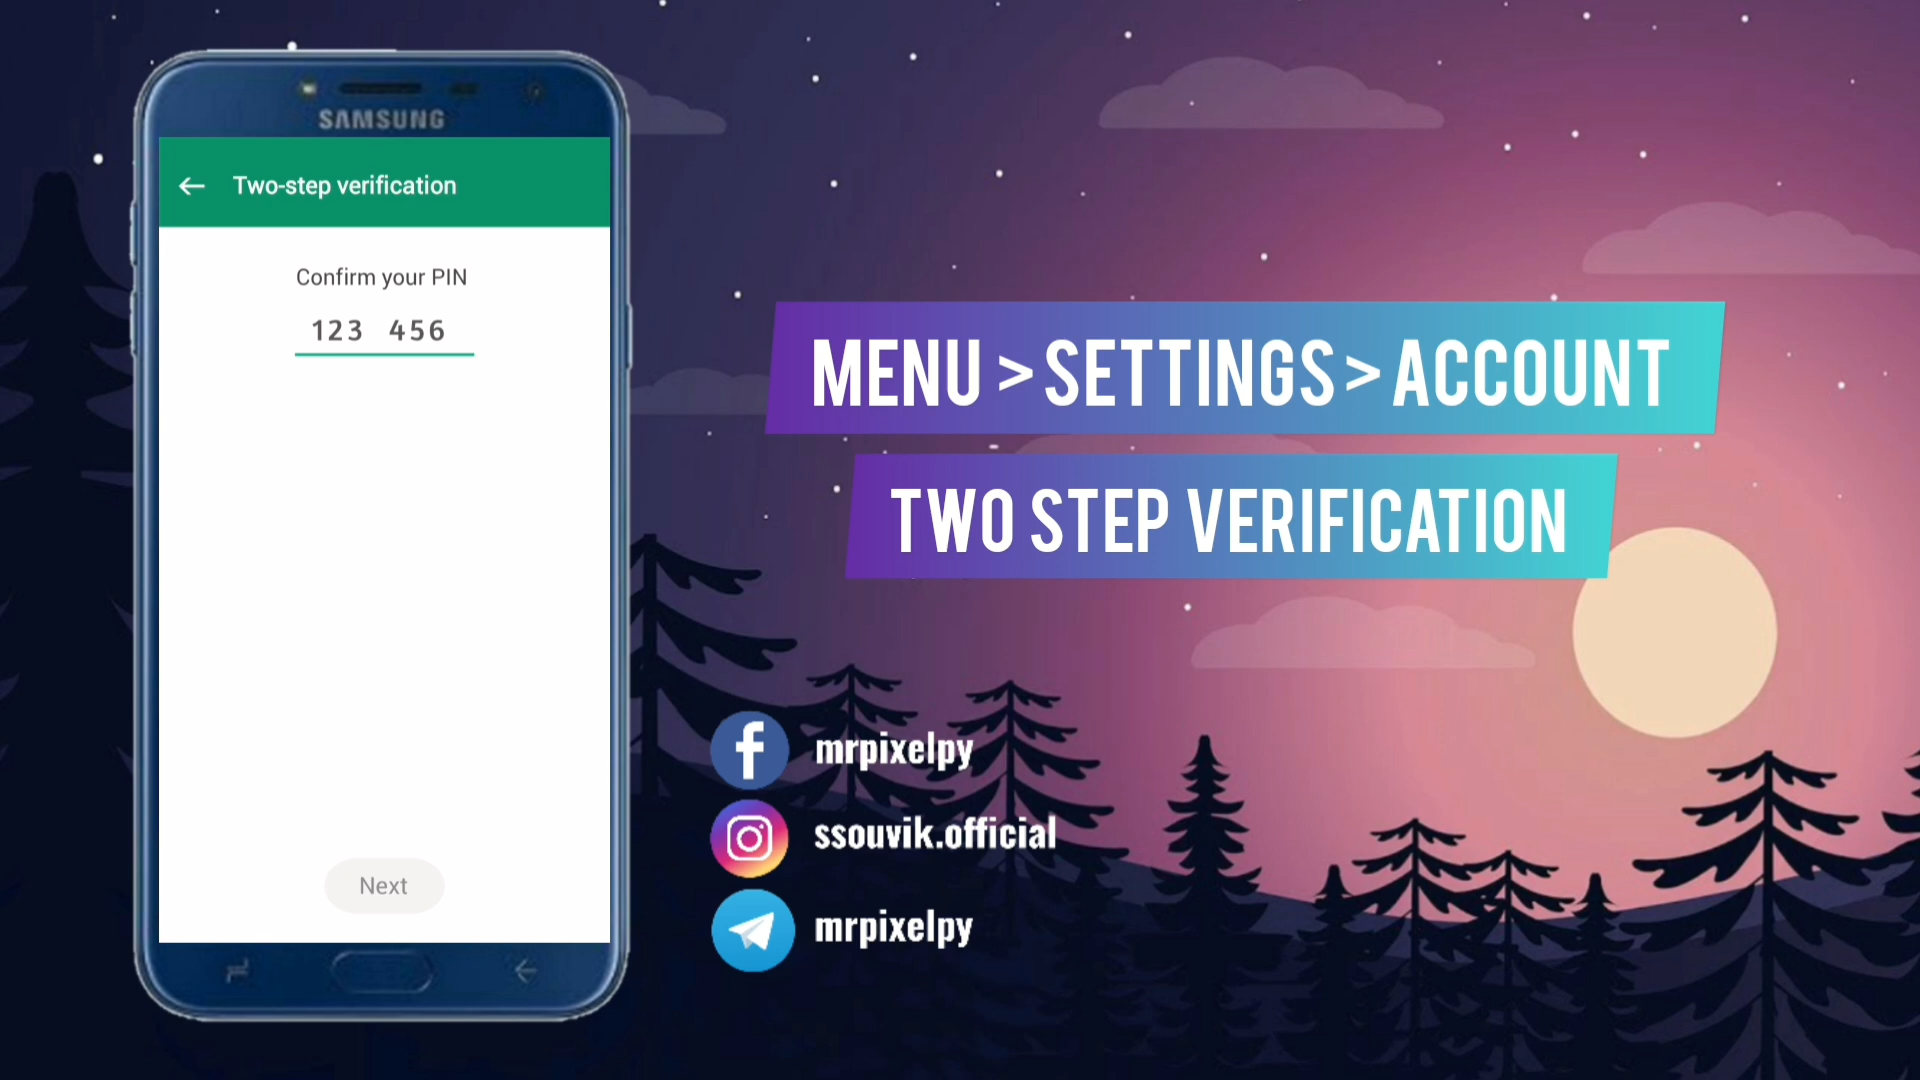 SAMSUNG
Two-step verification
Confirm your PIN
123 456
Next
MENU > SETTINGS > ACCOUNT
TWO STEP VERIFICATION
mrpixelpy
ssouvik.official
mrpixelpy